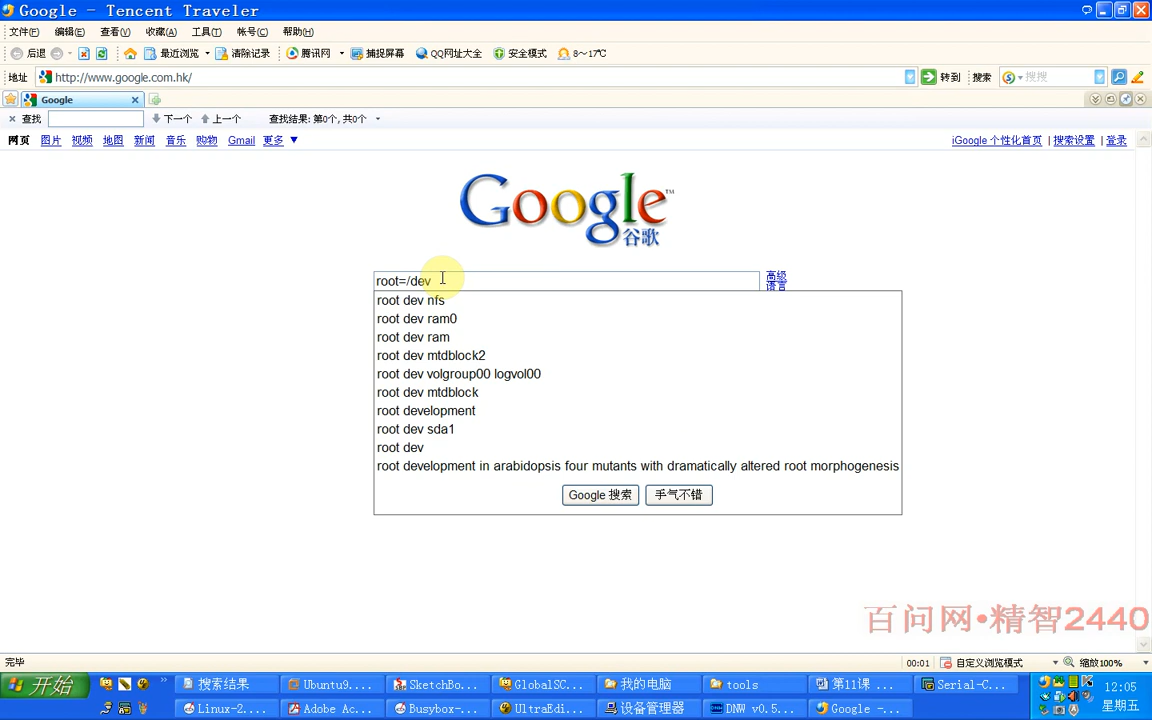 Google - Tencent Traveler
文件(F) 编辑(E) 查看(V) 收藏(A) 工具(T) 帐号(C) 帮助(H)
后退 最近浏览 清除记录 腾讯网 捕捉屏幕 QQ网址大全 安全模式 8～17℃
地址 http://www.google.com.hk/ 转到 搜索 搜搜
Google
查找 下一个 上一个 查找结果: 第0个, 共0个
网页 图片 视频 地图 新闻 音乐 购物 Gmail 更多 ▼ iGoogle 个性化首页 | 搜索设置 | 登录
Google™
谷歌
root=/dev 高级
语言
root dev nfs
root dev ram0
root dev ram
root dev mtdblock2
root dev volgroup00 logvol00
root dev mtdblock
root development
root dev sda1
root dev
root development in arabidopsis four mutants with dramatically altered root morphogenesis
Google 搜索 手气不错
百问网•精智2440
完毕 00:01 自定义浏览模式 缩放100%
开始 搜索结果 Ubuntu9.... SketchBo... GlobalSC... 我的电脑 tools 第11课 ... Serial-C... 12:05
Linux-2.... Adobe Ac... Busybox-... UltraEdi... 设备管理器 DNW v0.5... Google -... 星期五